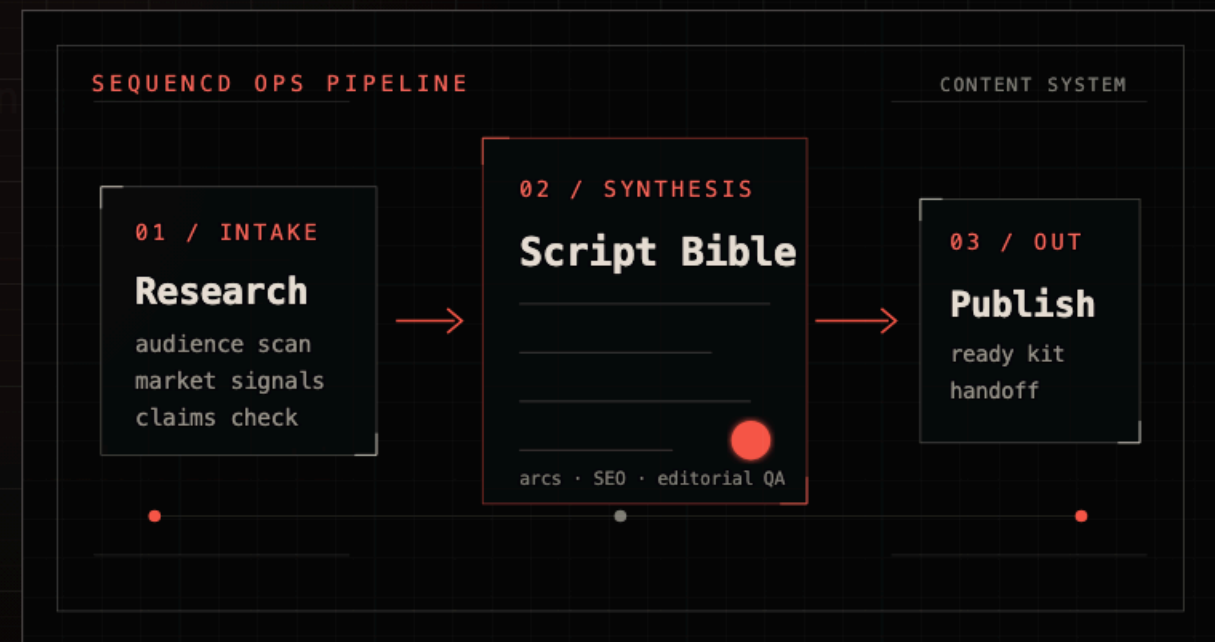 SEQUENCD OPS PIPELINE
CONTENT SYSTEM
01 / INTAKE
Research
audience scan
market signals
claims check
02 / SYNTHESIS
Script Bible
arcs · SEO · editorial QA
03 / OUT
Publish
ready kit
handoff